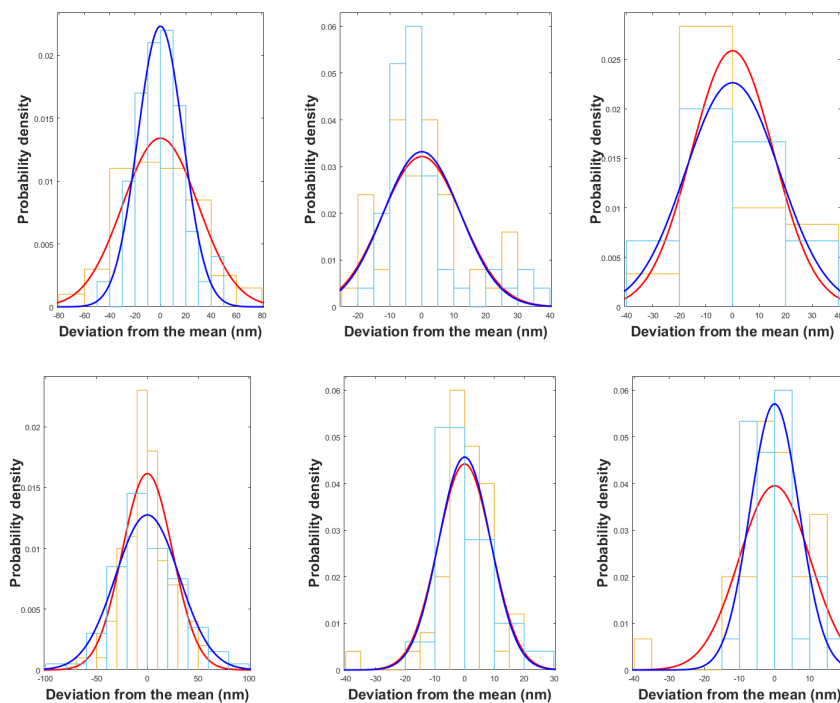 0.02
0.015
0.01
0.005
0
Probability density
-80 -60 -40 -20 0 20 40 60 80
Deviation from the mean (nm)
0.06
0.05
0.04
0.03
0.02
0.01
0
Probability density
-20 -10 0 10 20 30 40
Deviation from the mean (nm)
0.025
0.02
0.015
0.01
0.005
0
Probability density
-40 -30 -20 -10 0 10 20 30 40
Deviation from the mean (nm)
0.02
0.015
0.01
0.005
0
Probability density
-100 -50 0 50 100
Deviation from the mean (nm)
0.06
0.05
0.04
0.03
0.02
0.01
0
Probability density
-40 -30 -20 -10 0 10 20 30
Deviation from the mean (nm)
0.06
0.05
0.04
0.03
0.02
0.01
0
Probability density
-40 -30 -20 -10 0 10
Deviation from the mean (nm)